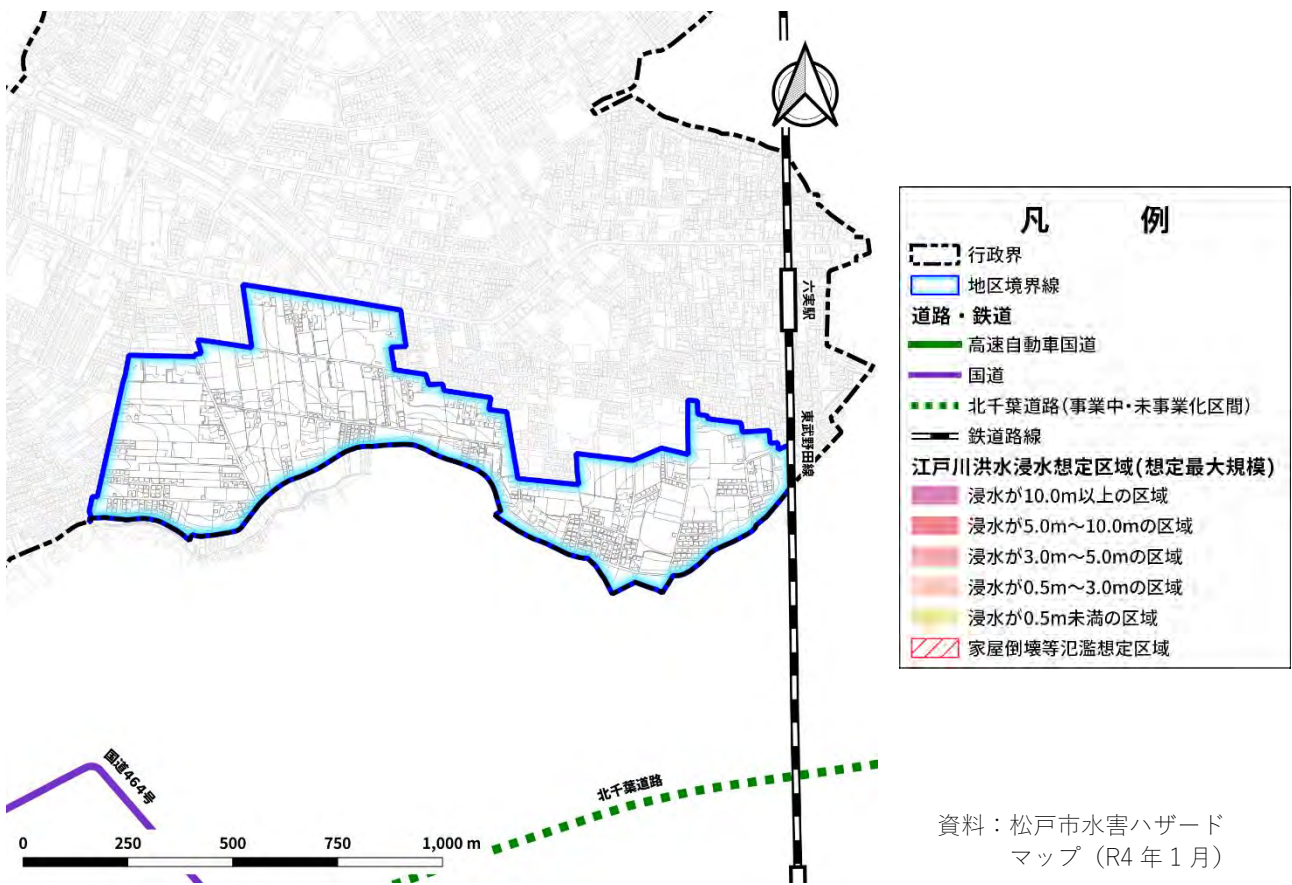 六実駅
東武野田線
国道464号
北千葉道路
0 250 500 750 1,000 m
凡 例
行政界
地区境界線
道路・鉄道
高速自動車国道
国道
北千葉道路(事業中・未事業化区間)
鉄道路線
江戸川洪水浸水想定区域(想定最大規模)
浸水が10.0m以上の区域
浸水が5.0m～10.0mの区域
浸水が3.0m～5.0mの区域
浸水が0.5m～3.0mの区域
浸水が0.5m未満の区域
家屋倒壊等氾濫想定区域
資料：松戸市水害ハザード
マップ（R4 年 1 月）